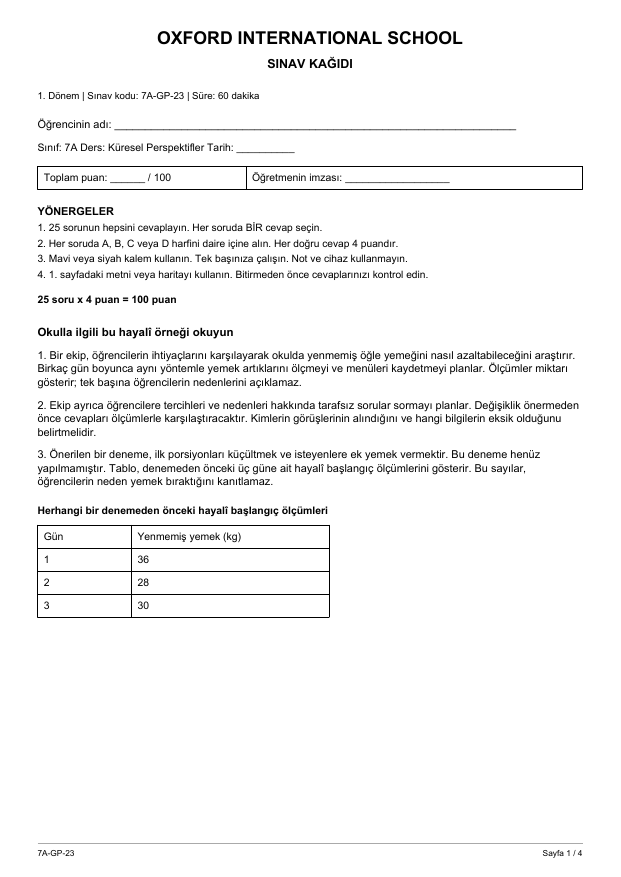 OXFORD INTERNATIONAL SCHOOL
SINAV KAĞIDI
1. Dönem | Sınav kodu: 7A-GP-23 | Süre: 60 dakika
Öğrencinin adı: ____________________________________________________________________
Sınıf: 7A Ders: Küresel Perspektifler Tarih: __________
Toplam puan: ______ / 100 Öğretmenin imzası: __________________
YÖNERGELER
1. 25 sorunun hepsini cevaplayın. Her soruda BİR cevap seçin.
2. Her soruda A, B, C veya D harfini daire içine alın. Her doğru cevap 4 puandır.
3. Mavi veya siyah kalem kullanın. Tek başınıza çalışın. Not ve cihaz kullanmayın.
4. 1. sayfadaki metni veya haritayı kullanın. Bitirmeden önce cevaplarınızı kontrol edin.
25 soru x 4 puan = 100 puan
Okulla ilgili bu hayalî örneği okuyun
1. Bir ekip, öğrencilerin ihtiyaçlarını karşılayarak okulda yenmemiş öğle yemeğini nasıl azaltabileceğini araştırır.
Birkaç gün boyunca aynı yöntemle yemek artıklarını ölçmeyi ve menüleri kaydetmeyi planlar. Ölçümler miktarı
gösterir; tek başına öğrencilerin nedenlerini açıklamaz.
2. Ekip ayrıca öğrencilere tercihleri ve nedenleri hakkında tarafsız sorular sormayı planlar. Değişiklik önermeden
önce cevapları ölçümlerle karşılaştıracaktır. Kimlerin görüşlerinin alındığını ve hangi bilgilerin eksik olduğunu
belirtmelidir.
3. Önerilen bir deneme, ilk porsiyonları küçültmek ve isteyenlere ek yemek vermektir. Bu deneme henüz
yapılmamıştır. Tablo, denemeden önceki üç güne ait hayalî başlangıç ölçümlerini gösterir. Bu sayılar,
öğrencilerin neden yemek bıraktığını kanıtlamaz.
Herhangi bir denemeden önceki hayalî başlangıç ölçümleri
Gün Yenmemiş yemek (kg)
1 36
2 28
3 30
7A-GP-23 Sayfa 1 / 4